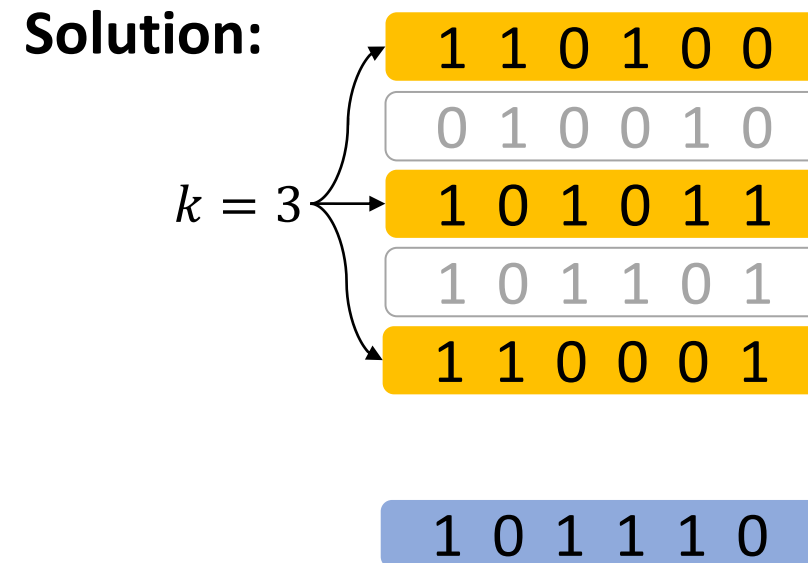 Solution:
1 1 0 1 0 0
0 1 0 0 1 0
k = 3
1 0 1 0 1 1
1 0 1 1 0 1
1 1 0 0 0 1
1 0 1 1 1 0